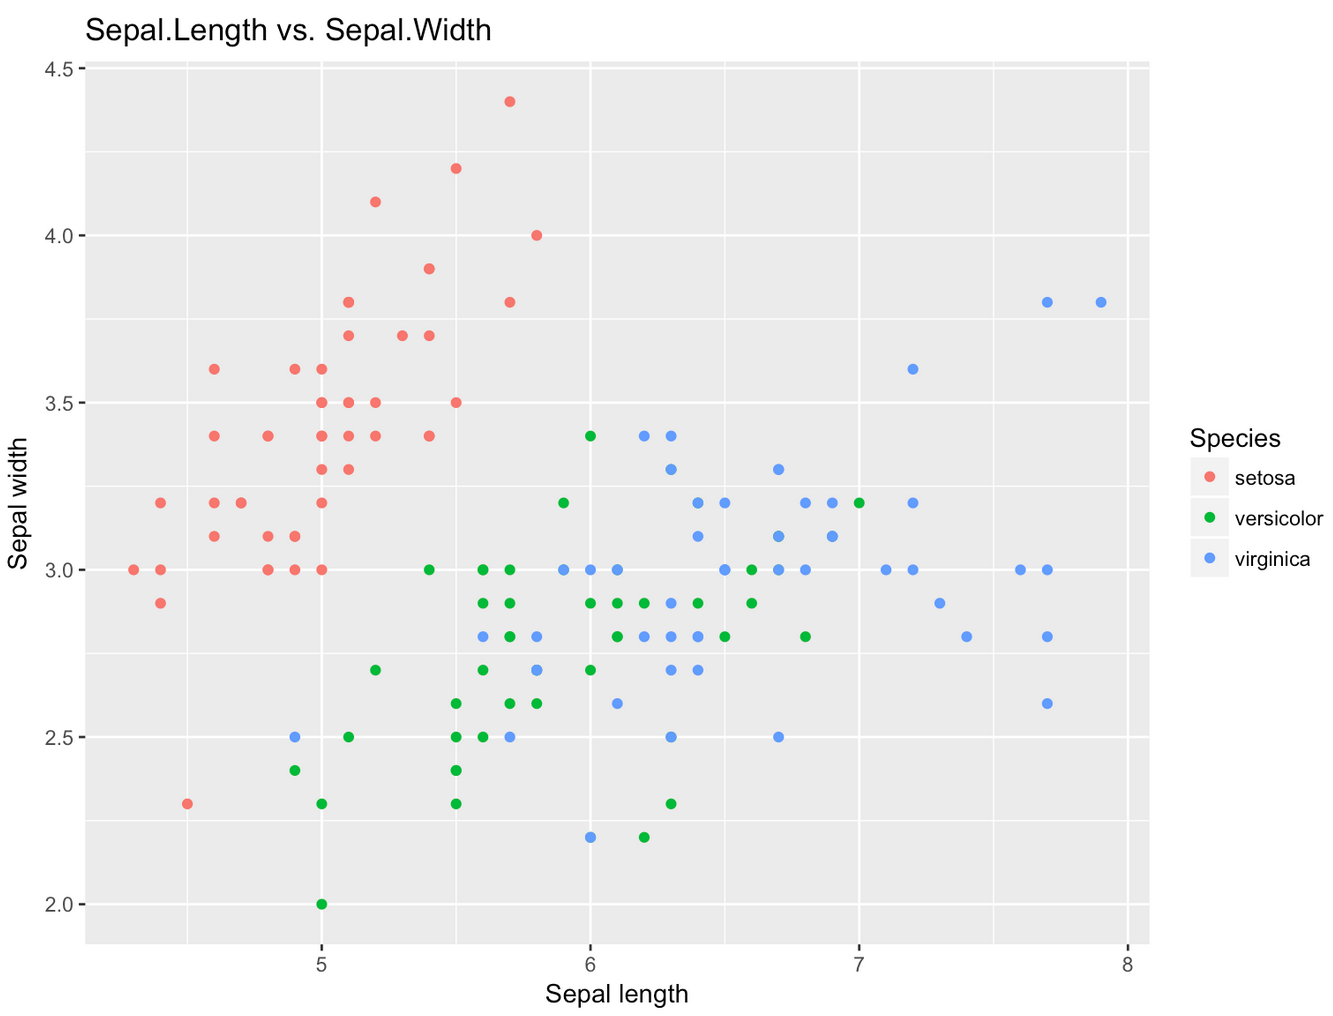 Sepal.Length vs. Sepal.Width
4.5
4.0
3.5
3.0
2.5
2.0
Sepal width
5 6 7 8
Sepal length
Species
setosa
versicolor
virginica